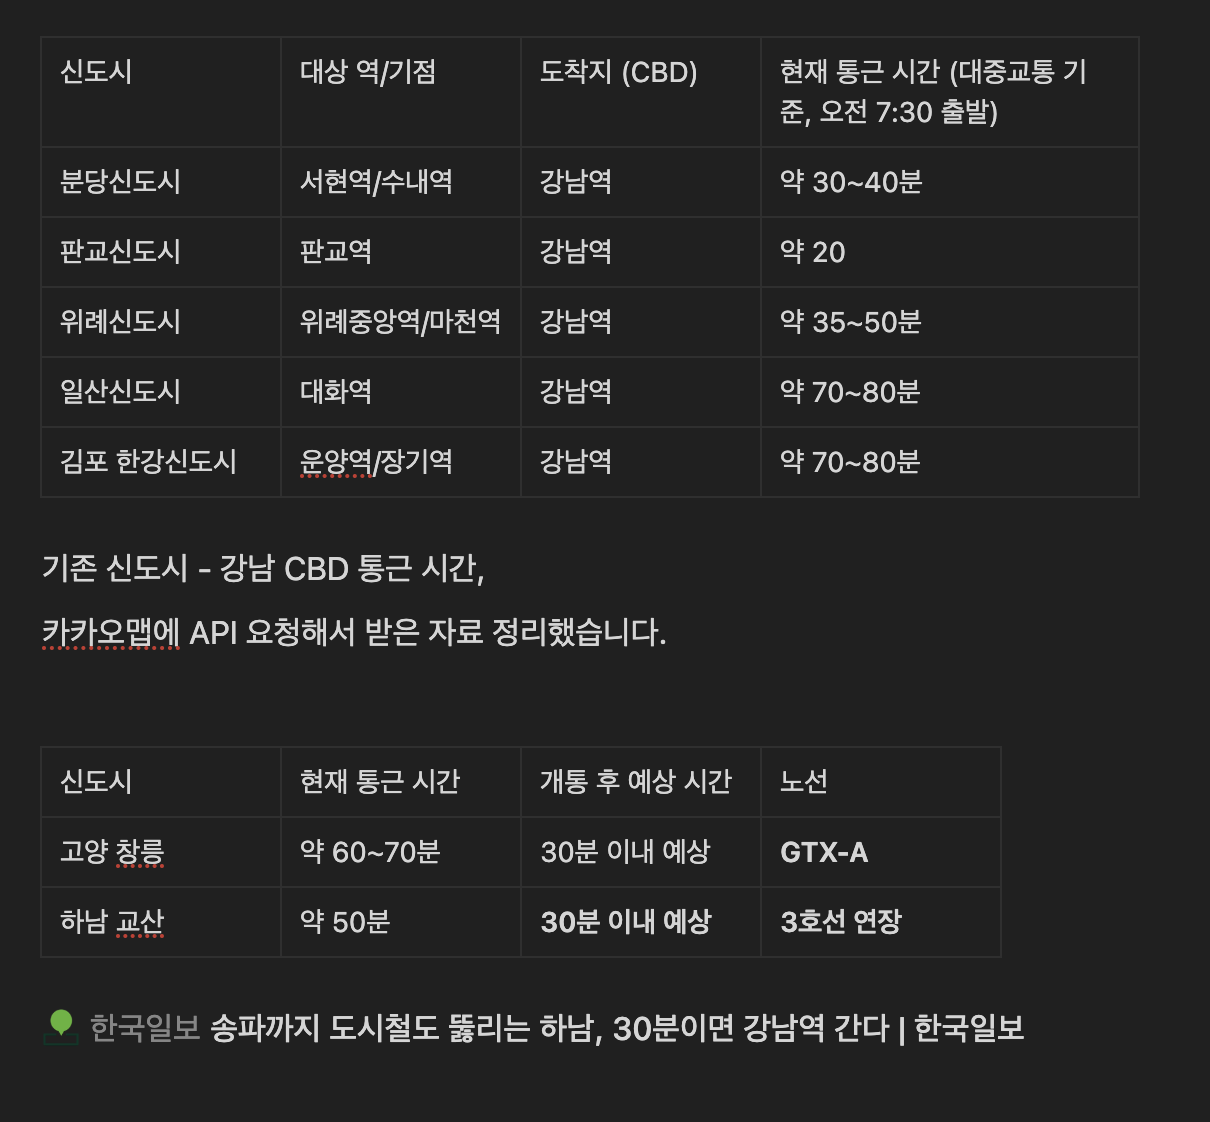 신도시 대상 역/기점 도착지 (CBD) 현재 통근 시간 (대중교통 기
준, 오전 7:30 출발)
분당신도시 서현역/수내역 강남역 약 30~40분
판교신도시 판교역 강남역 약 20
위례신도시 위례중앙역/마천역 강남역 약 35~50분
일산신도시 대화역 강남역 약 70~80분
김포 한강신도시 운양역/장기역 강남역 약 70~80분
기존 신도시 - 강남 CBD 통근 시간,
카카오맵에 API 요청해서 받은 자료 정리했습니다.
신도시 현재 통근 시간 개통 후 예상 시간 노선
고양 창릉 약 60~70분 30분 이내 예상 GTX-A
하남 교산 약 50분 30분 이내 예상 3호선 연장
한국일보 송파까지 도시철도 뚫리는 하남, 30분이면 강남역 간다 | 한국일보